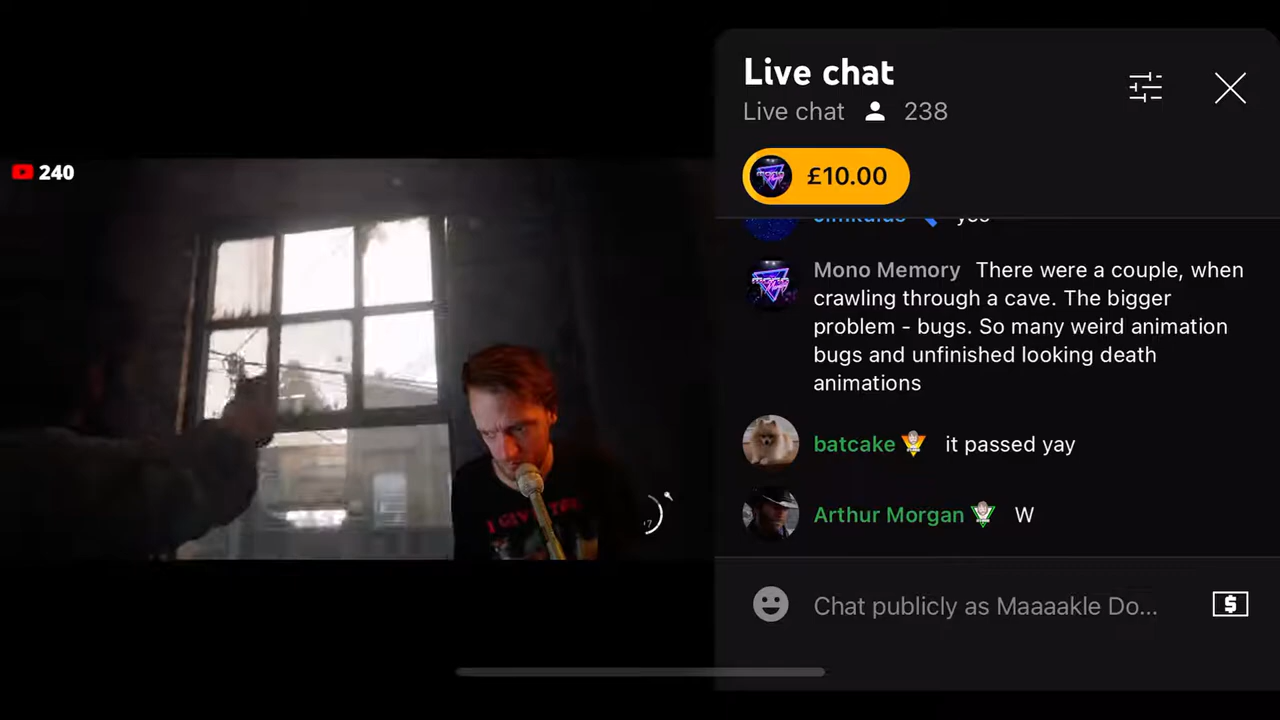 Live chat
Live chat 238
240
£10.00
yes
Mono Memory There were a couple, when
crawling through a cave. The bigger
problem - bugs. So many weird animation
bugs and unfinished looking death
animations
batcake it passed yay
Arthur Morgan W
I GIVE
Chat publicly as Maaaakle Do...